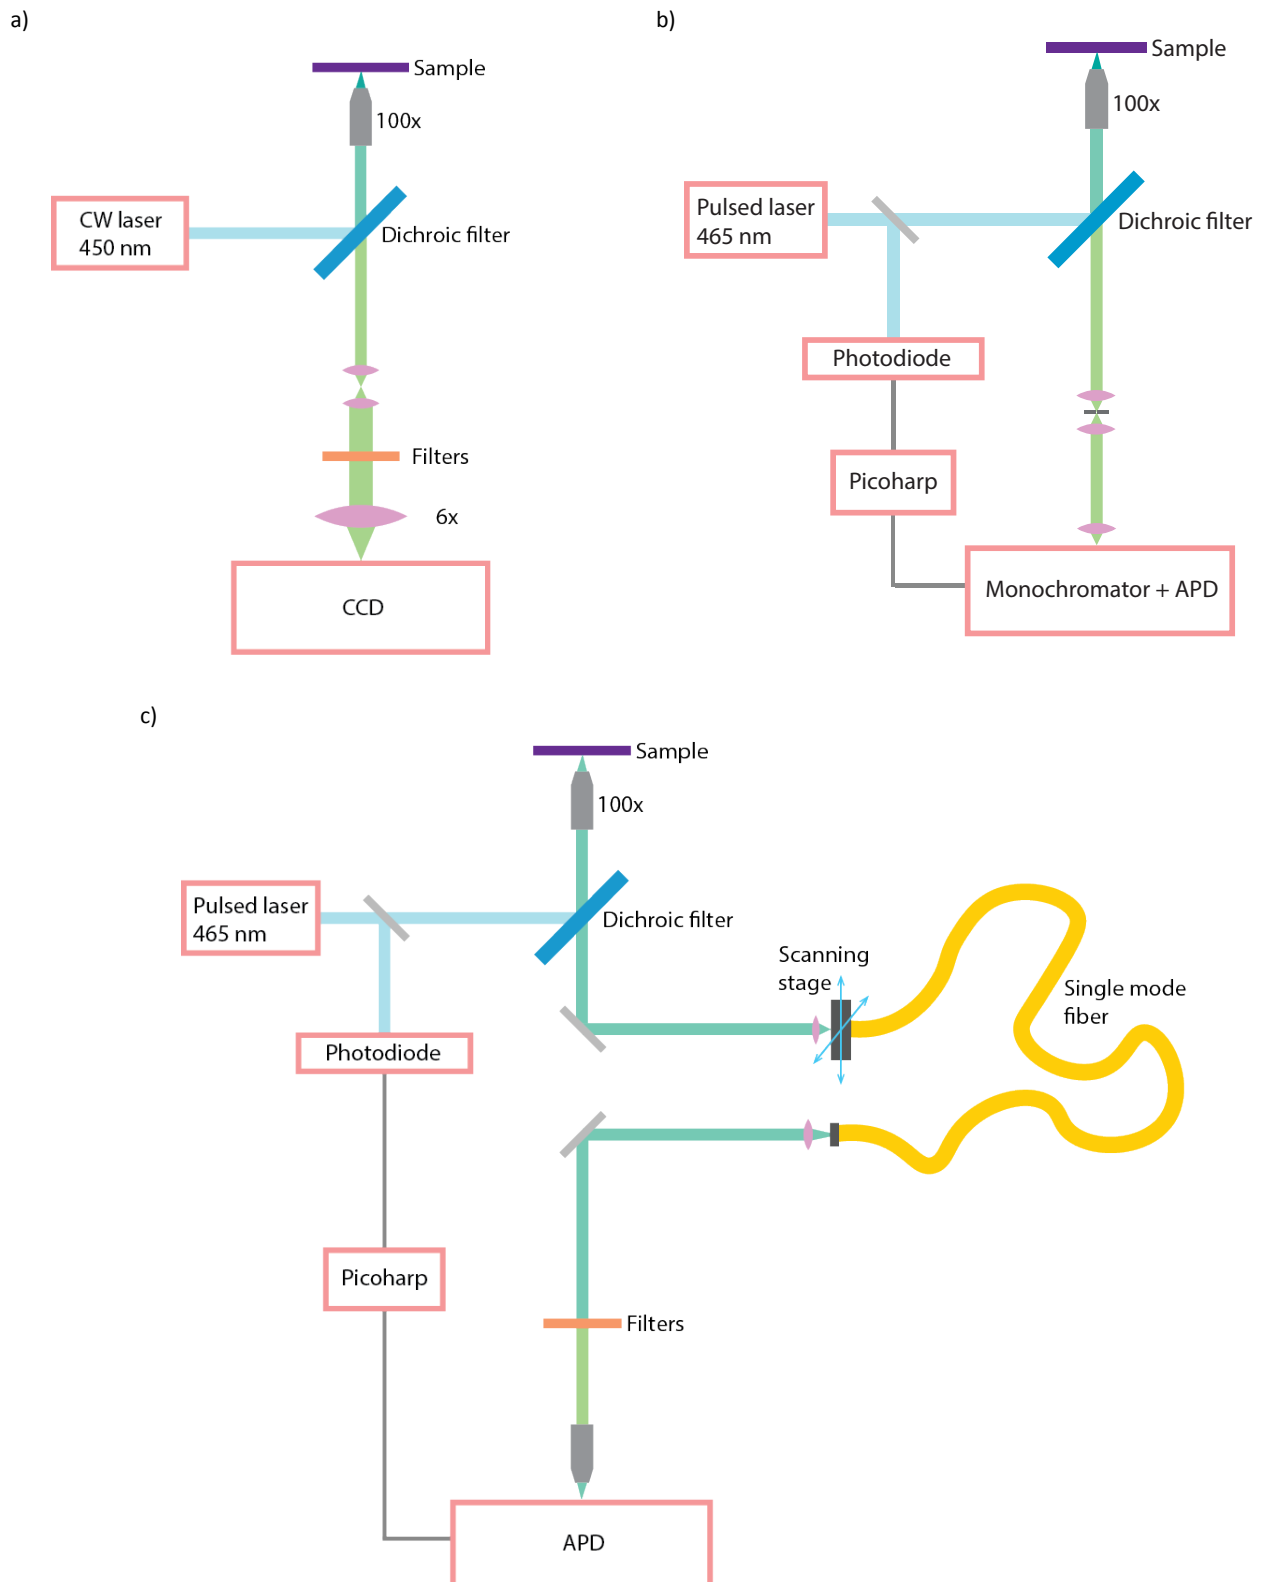 a)
Sample
100x
CW laser
450 nm
Dichroic filter
Filters
6x
CCD
b)
Sample
100x
Pulsed laser
465 nm
Dichroic filter
Photodiode
Picoharp
Monochromator + APD
c)
Sample
100x
Pulsed laser
465 nm
Dichroic filter
Scanning
stage
Single mode
fiber
Photodiode
Picoharp
Filters
APD